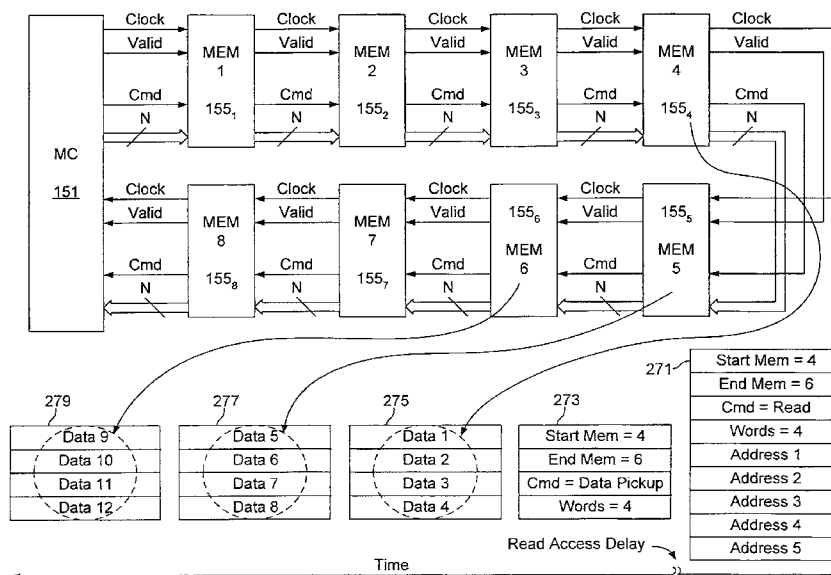 Clock Clock Clock Clock Clock
Valid MEM Valid MEM Valid MEM Valid MEM Valid
1 2 3 4
Cmd 155₁ Cmd 155₂ Cmd 155₃ Cmd 155₄ Cmd
N N N N N
MC
151
Clock Clock Clock 155₆ Clock 155₅
Valid MEM Valid MEM Valid Valid
8 7 MEM MEM
Cmd 155₈ Cmd 155₇ Cmd 6 Cmd 5
N N N N
279 277 275 273 271
Start Mem = 4
End Mem = 6
Cmd = Read
Words = 4
Address 1
Address 2
Address 3
Address 4
Address 5
Data 9 Data 5 Data 1 Start Mem = 4
Data 10 Data 6 Data 2 End Mem = 6
Data 11 Data 7 Data 3 Cmd = Data Pickup
Data 12 Data 8 Data 4 Words = 4
Read Access Delay
Time